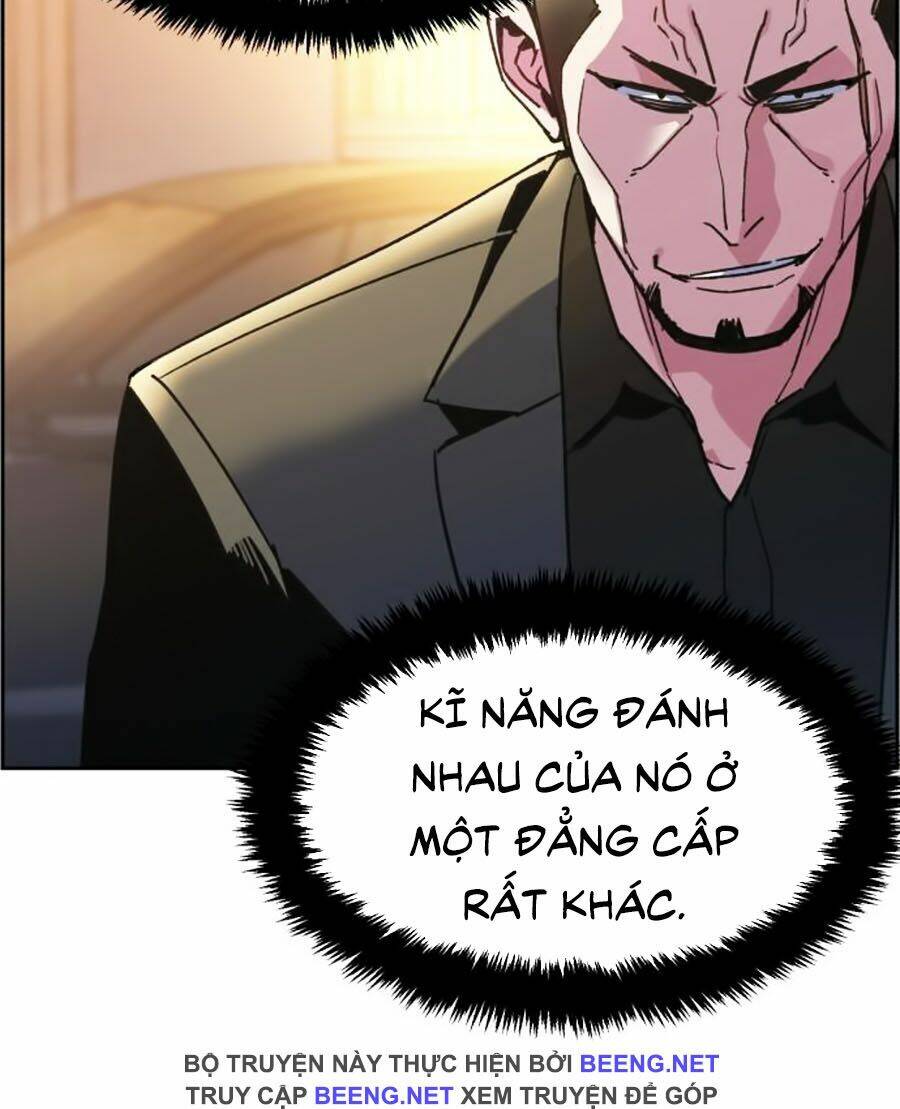 KĨ NĂNG ĐÁNH
NHAU CỦA NÓ Ở
MỘT ĐẲNG CẤP
RẤT KHÁC.
BỘ TRUYỆN NÀY THỰC HIỆN BỞI BEENG.NET
TRUY CẬP BEENG.NET XEM TRUYỆN ĐỂ GÓP